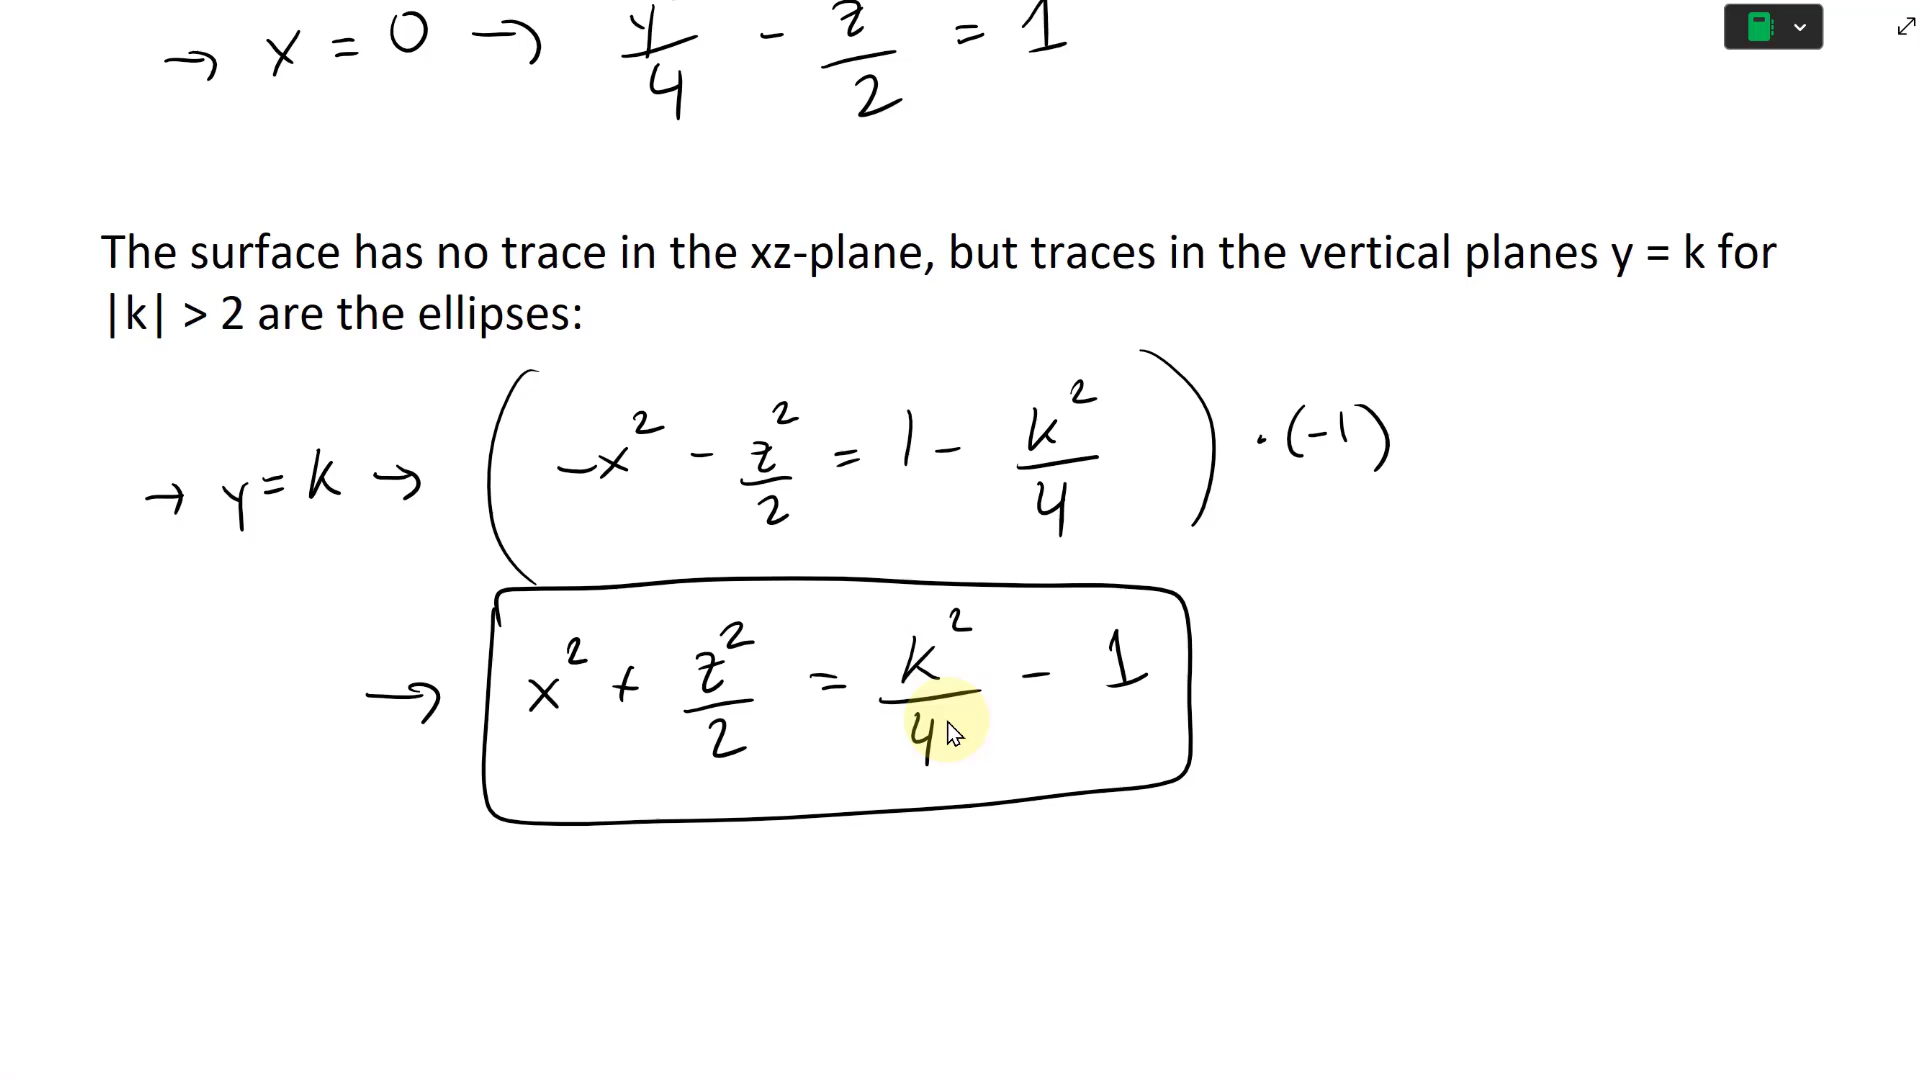 → x = 0 → y/4 - z/2 = 1
The surface has no trace in the xz-plane, but traces in the vertical planes y = k for
|k| > 2 are the ellipses:
→ y = k → ( -x² - z²/2 = 1 - k²/4 ) · (-1)
→ x² + z²/2 = k²/4 - 1